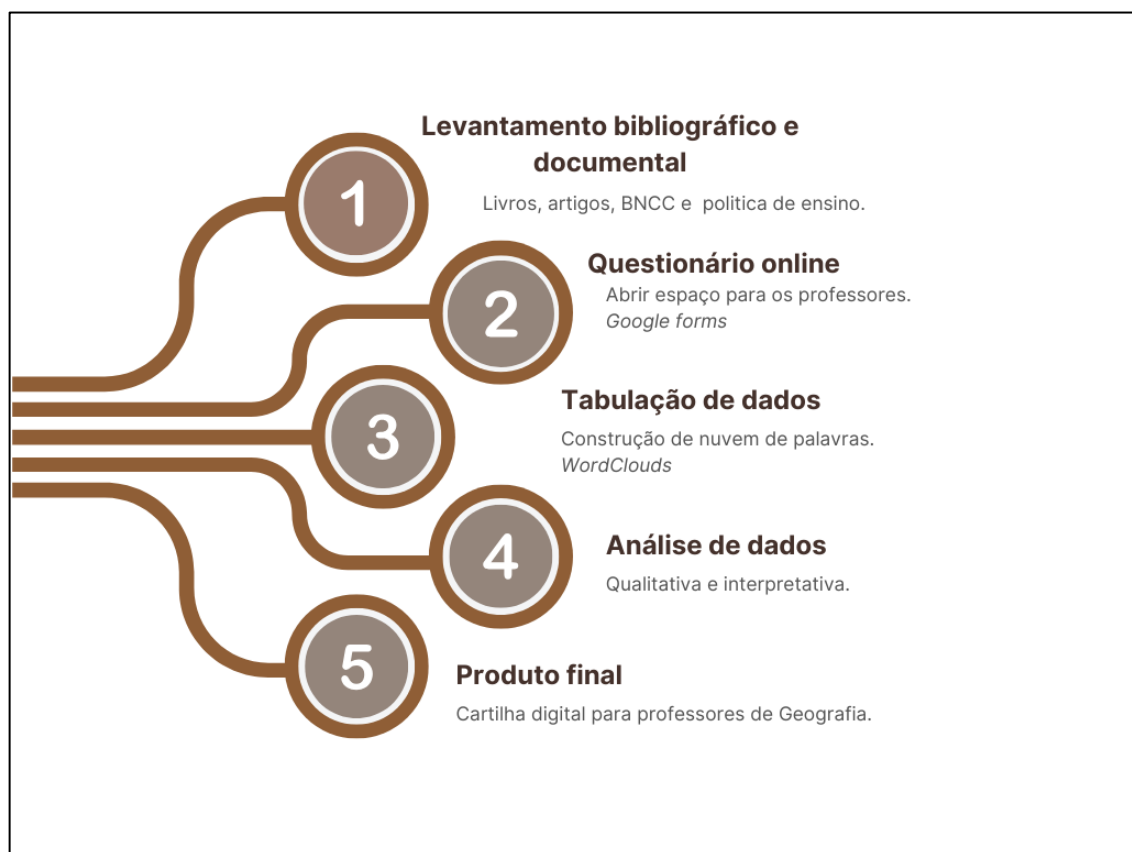 1
Levantamento bibliográfico e
documental
Livros, artigos, BNCC e politica de ensino.
2
Questionário online
Abrir espaço para os professores.
Google forms
3
Tabulação de dados
Construção de nuvem de palavras.
WordClouds
4
Análise de dados
Qualitativa e interpretativa.
5
Produto final
Cartilha digital para professores de Geografia.